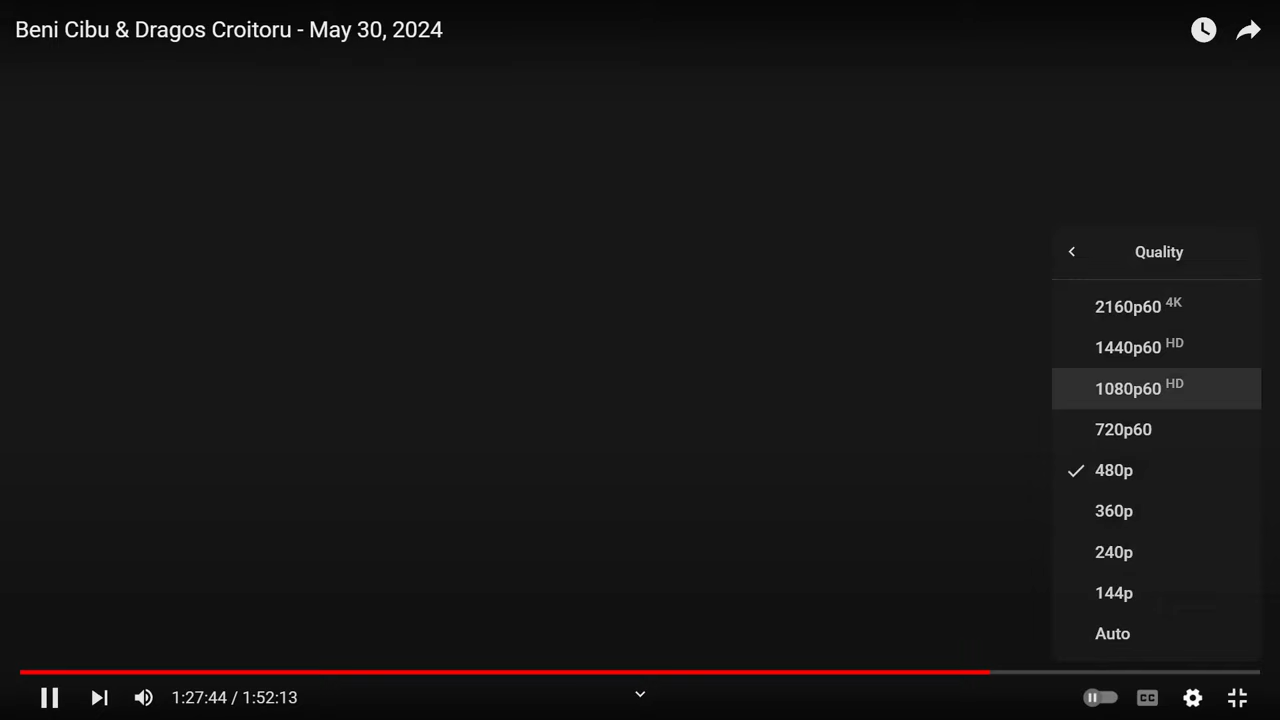 Beni Cibu & Dragos Croitoru - May 30, 2024
Quality
2160p60 4K
1440p60 HD
1080p60 HD
720p60
480p
360p
240p
144p
Auto
1:27:44 / 1:52:13
CC